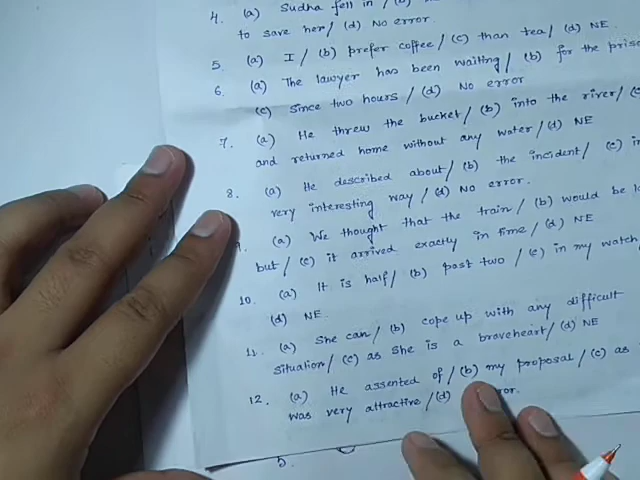 4. (a) Sudha fell in / (b)
to save her/ (d) No error.
5. (a) I / (b) prefer coffee/ (c) than tea/ (d) NE.
6. (a) The lawyer has been waiting/ (b) for the
(c) since two hours / (d) No error
7. (a) He threw the bucket/ (b) into the river/
and returned home without any water/ (d) NE
8. (a) He described about/ (b) the incident/ (c)
very interesting way/ (d) No error.
(a) We thought that the train/ (b) would be
but/ (c) it arrived exactly in time/ (d) NE
10. (a) It is half/ (b) past two / (c) in my watch/
(d) NE.
11. (a) She can/ (b) cope up with any difficult
situation/ (c) as she is a braveheart/ (d) NE
12. (a) He assented of/ (b) my proposal/ (c) as
was very attractive/ (d)